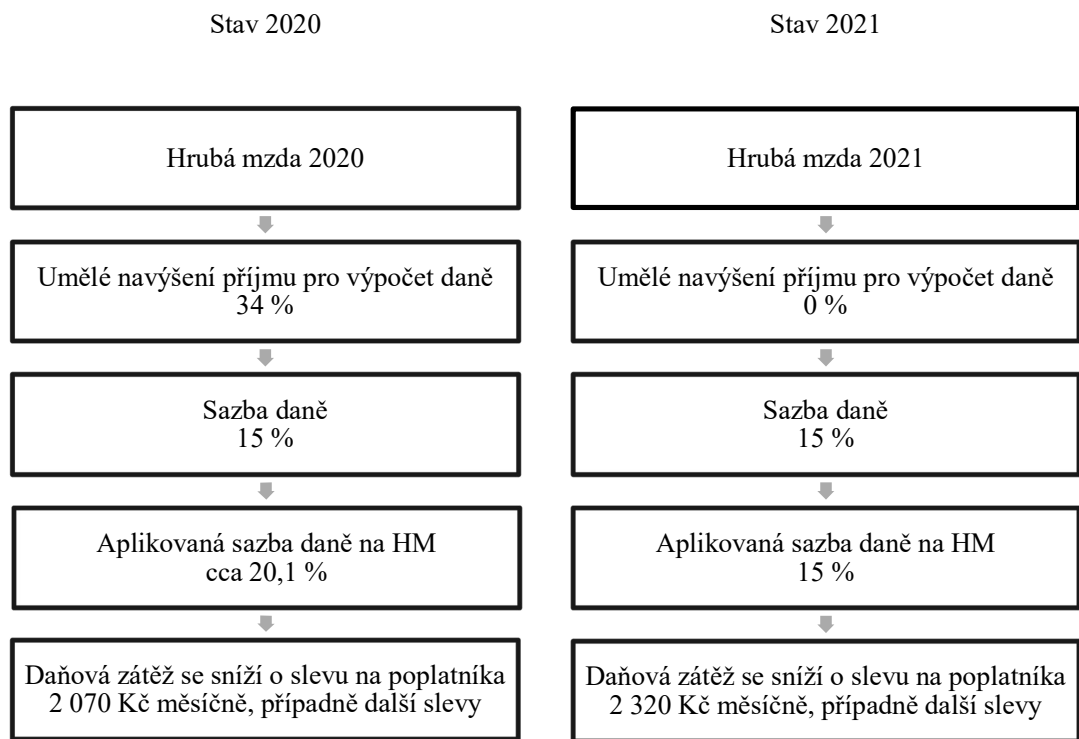 Stav 2020
Stav 2021
Hrubá mzda 2020
Hrubá mzda 2021
Umělé navýšení příjmu pro výpočet daně
34 %
Umělé navýšení příjmu pro výpočet daně
0 %
Sazba daně
15 %
Sazba daně
15 %
Aplikovaná sazba daně na HM
cca 20,1 %
Aplikovaná sazba daně na HM
15 %
Daňová zátěž se sníží o slevu na poplatníka
2 070 Kč měsíčně, případně další slevy
Daňová zátěž se sníží o slevu na poplatníka
2 320 Kč měsíčně, případně další slevy